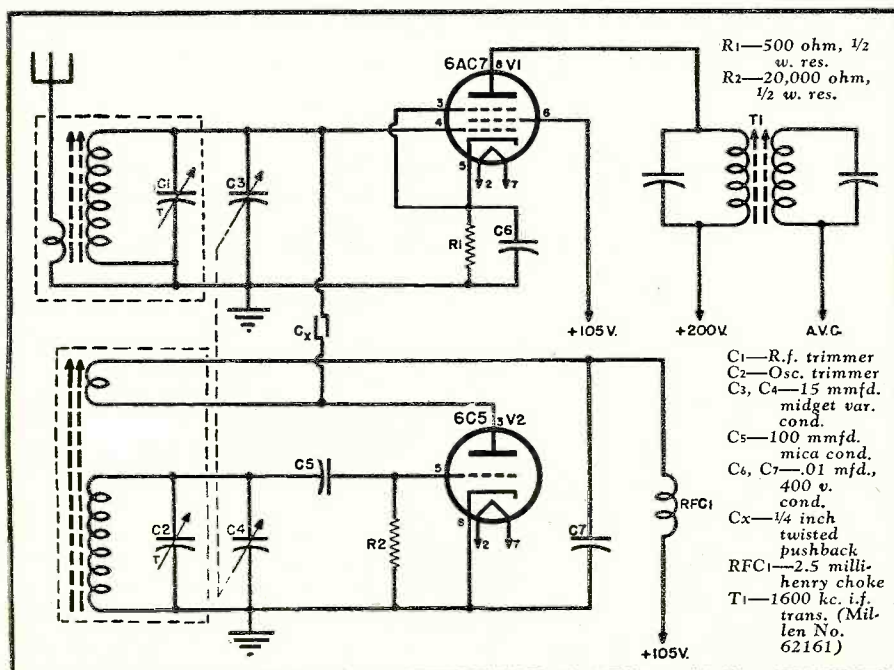 6AC7
8 V1
3
4
6
5
2
7
T1
C1
T
C3
R1
C6
Cx
+105V.
+200V.
A.V.C.
6C5
3 V2
C5
5
8
2
7
C2
T
C4
R2
C7
RFC1
+105V.
R1—500 ohm, 1/2
w. res.
R2—20,000 ohm,
1/2 w. res.
C1—R.f. trimmer
C2—Osc. trimmer
C3, C4—15 mmfd.
midget var.
cond.
C5—100 mmfd.
mica cond.
C6, C7—.01 mfd.,
400 v.
cond.
Cx—1/4 inch
twisted
pushback
RFC1—2.5 milli-
henry choke
T1—1600 kc. i.f.
trans. (Mil-
len No.
62161)